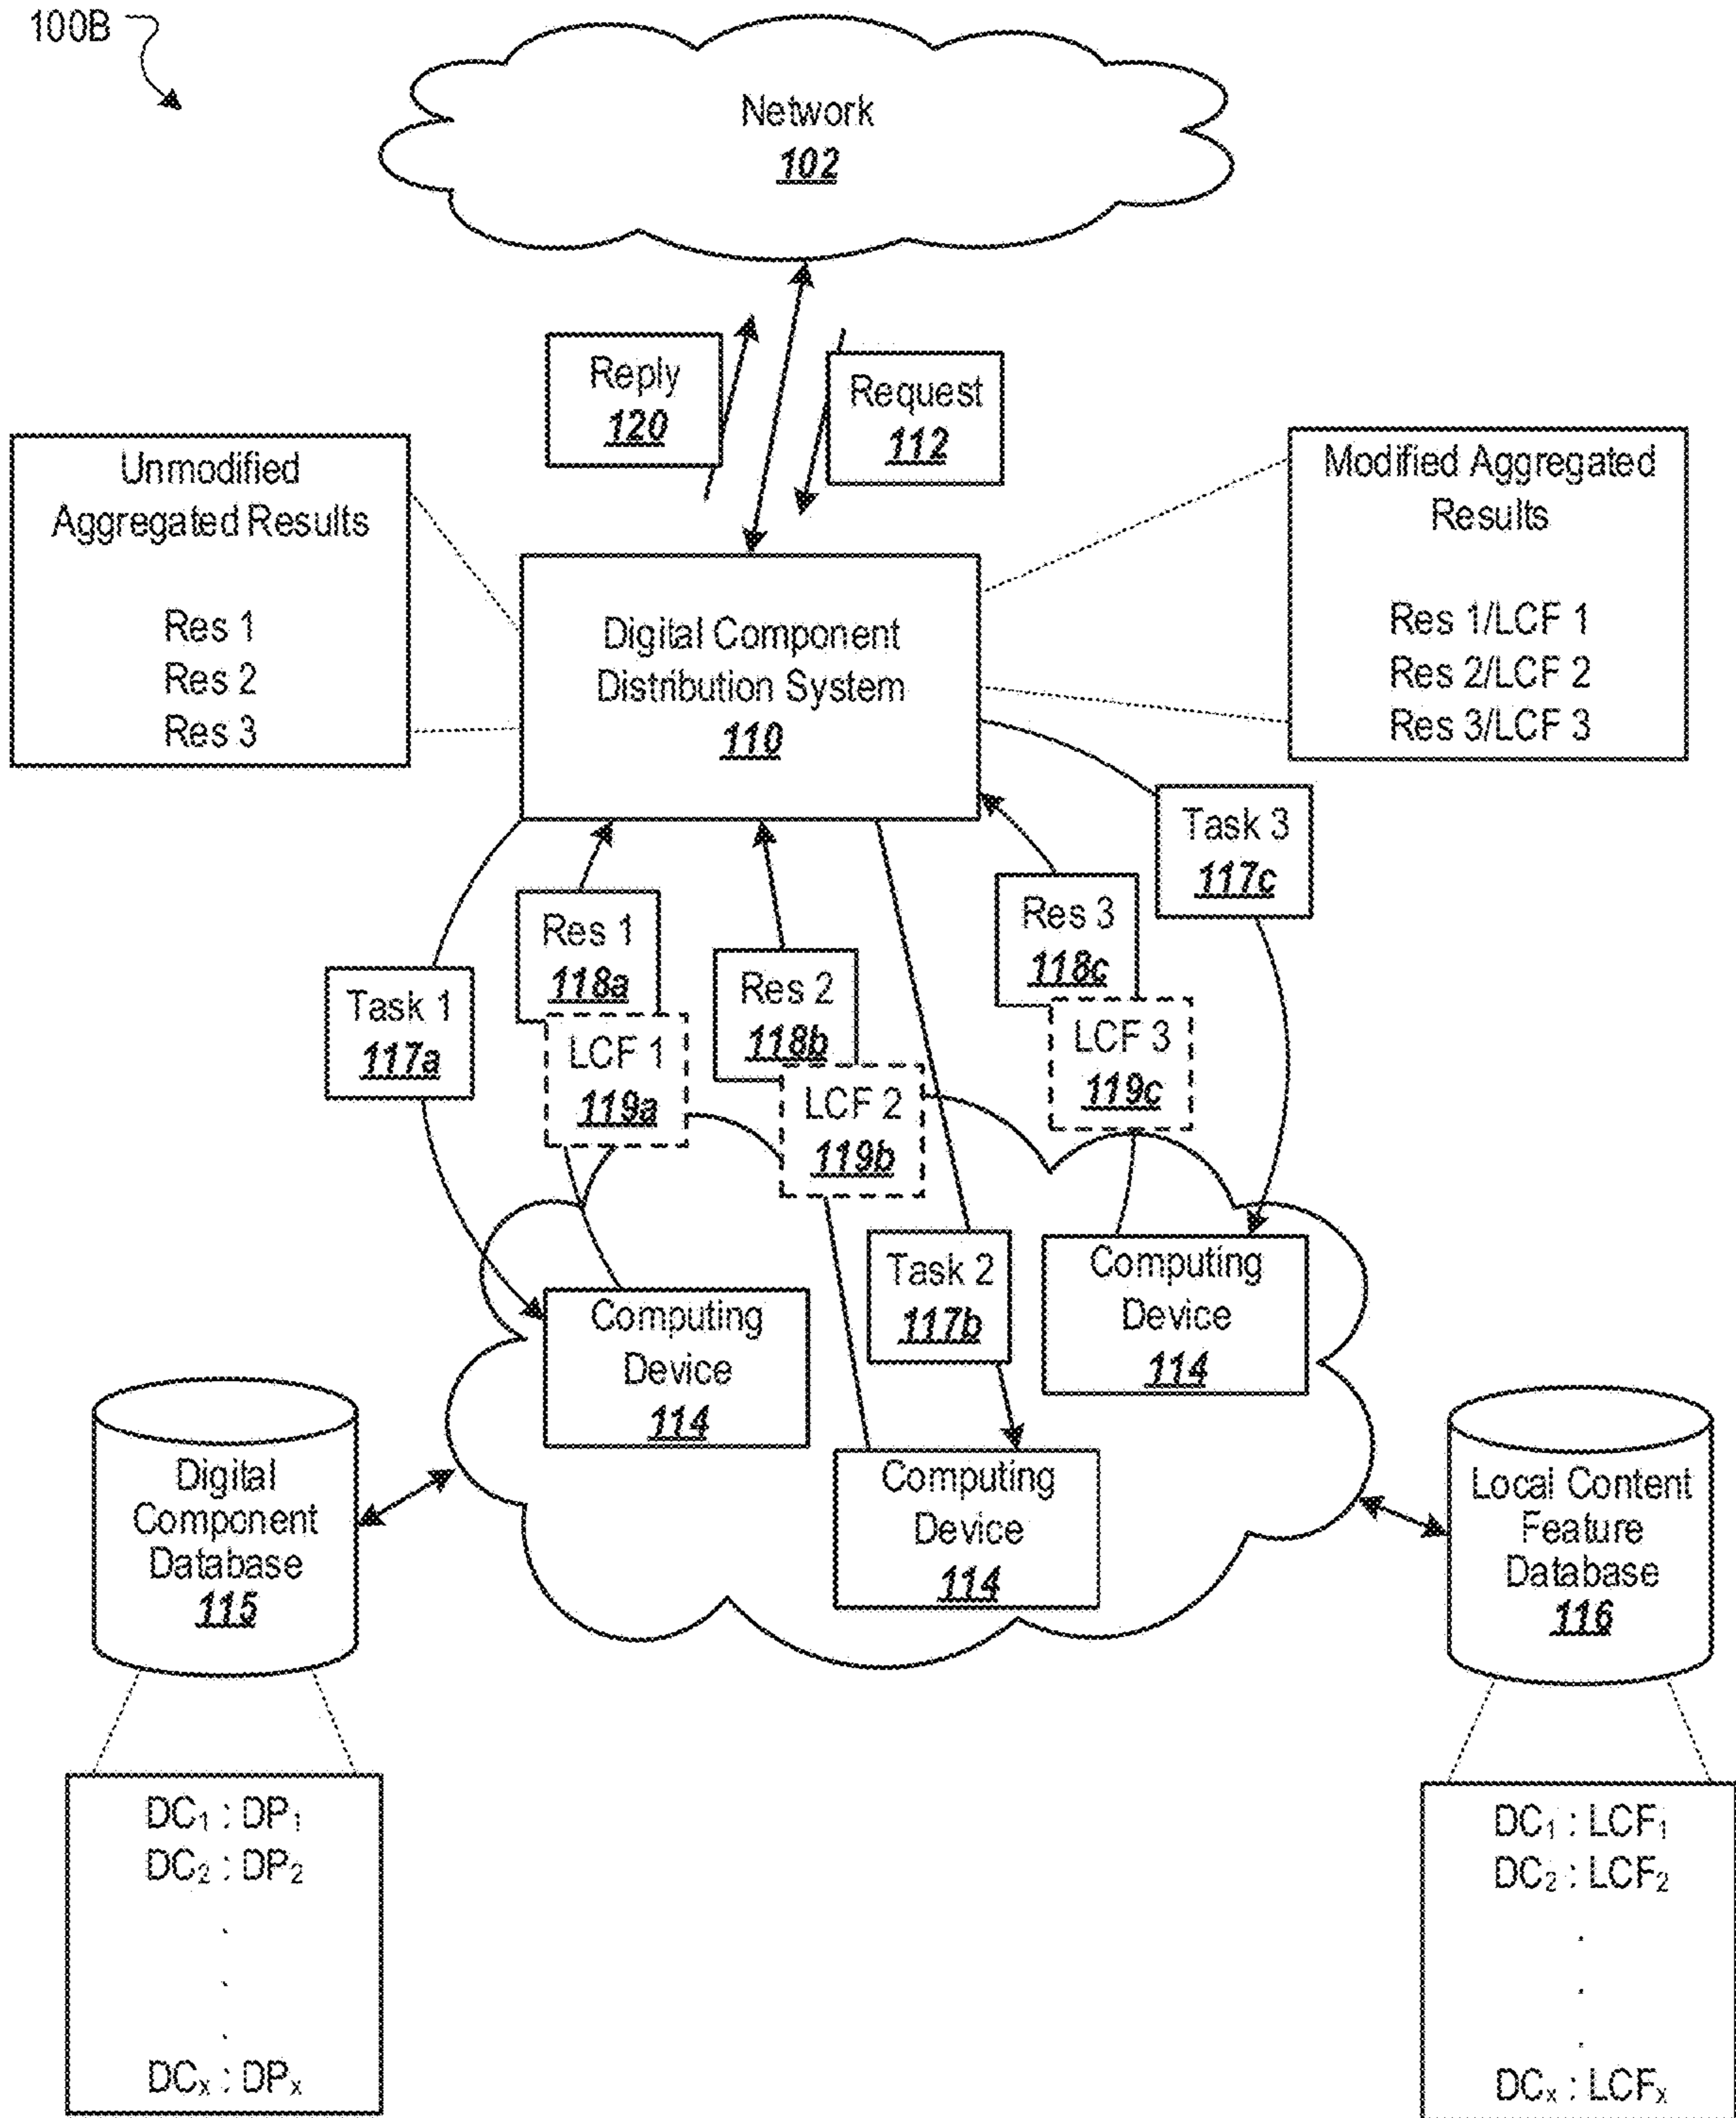 100B
Network
102
Reply
120
Request
112
Unmodified
Aggregated Results
Res 1
Res 2
Res 3
Modified Aggregated
Results
Res 1/LCF 1
Res 2/LCF 2
Res 3/LCF 3
Digital Component
Distribution System
110
Task 1
117a
Res 1
118a
LCF 1
119a
Res 2
118b
LCF 2
119b
Res 3
118c
LCF 3
119c
Task 3
117c
Task 2
117b
Computing
Device
114
Computing
Device
114
Computing
Device
114
Digital
Component
Database
115
Local Content
Feature
Database
116
DC₁ : DP₁
DC₂ : DP₂
.
.
.
DCₓ : DPₓ
DC₁ : LCF₁
DC₂ : LCF₂
.
.
.
DCₓ : LCFₓ